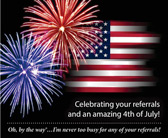 Celebrating your referrals
and an amazing 4th of July!
Oh, by the way®...I'm never too busy for any of your referrals!